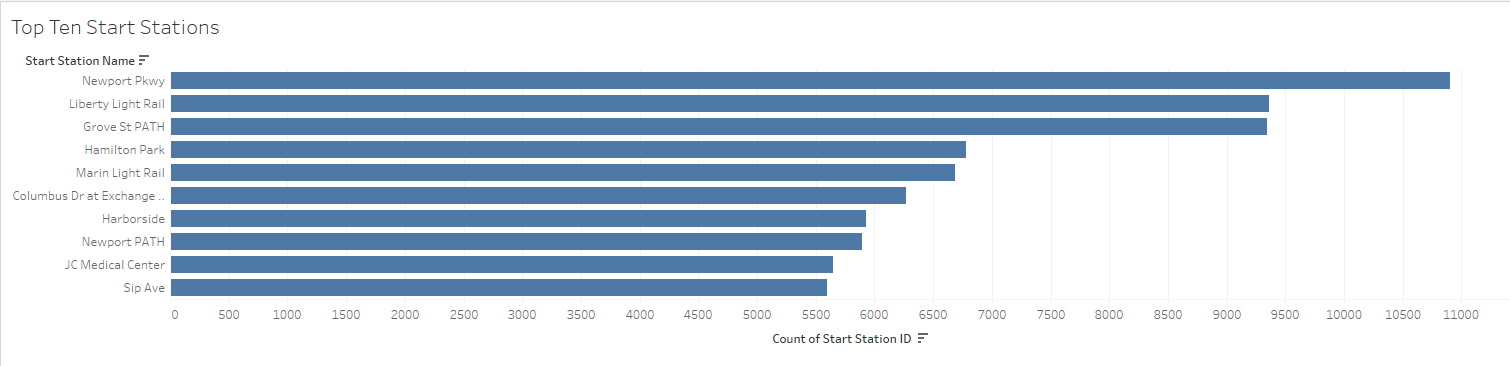 Top Ten Start Stations
Start Station Name
Newport Pkwy
Liberty Light Rail
Grove St PATH
Hamilton Park
Marin Light Rail
Columbus Dr at Exchange ..
Harborside
Newport PATH
JC Medical Center
Sip Ave
0 500 1000 1500 2000 2500 3000 3500 4000 4500 5000 5500 6000 6500 7000 7500 8000 8500 9000 9500 10000 10500 11000
Count of Start Station ID